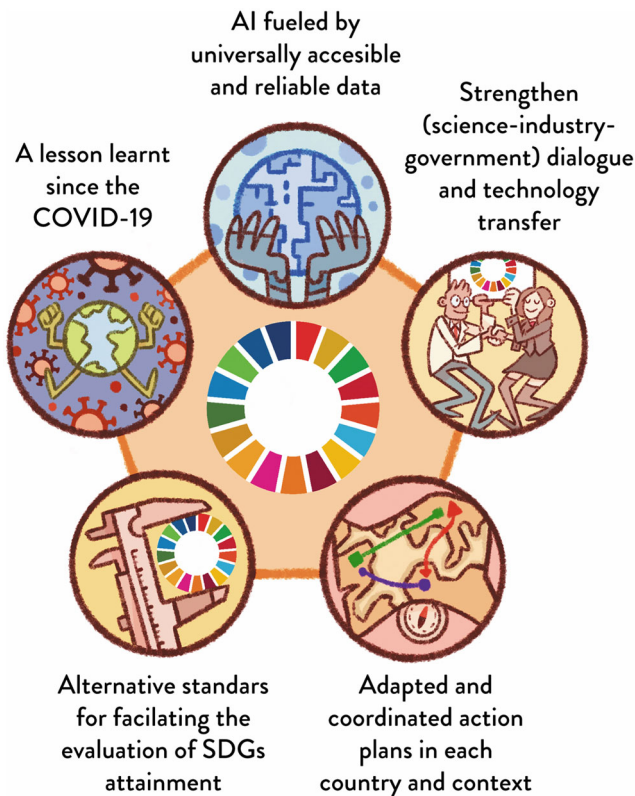 AI fueled by
universally accesible
and reliable data
Strengthen
(science-industry-
government) dialogue
and technology
transfer
A lesson learnt
since the
COVID-19
Alternative standars
for facilating the
evaluation of SDGs
attainment
Adapted and
coordinated action
plans in each
country and context